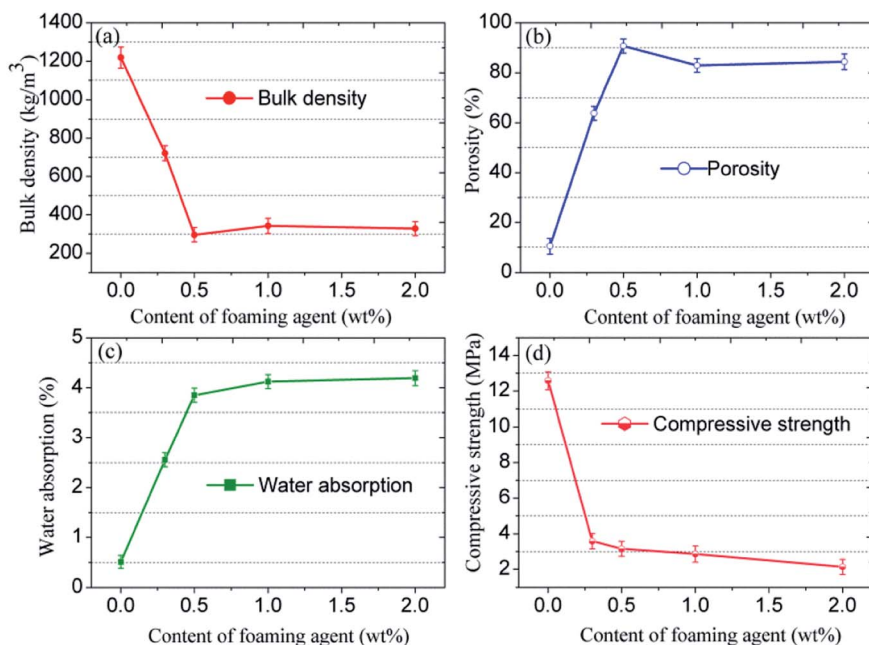 (a)
1400
1200
1000
800
600
400
200
Bulk density (kg/m³)
Bulk density
0.0 0.5 1.0 1.5 2.0
Content of foaming agent (wt%)
(b)
100
80
60
40
20
0
Porosity (%)
Porosity
0.0 0.5 1.0 1.5 2.0
Content of foaming agent (wt%)
(c)
5
4
3
2
1
0
Water absorption (%)
Water absorption
0.0 0.5 1.0 1.5 2.0
Content of foaming agent (wt%)
(d)
14
12
10
8
6
4
2
Compressive strength (MPa)
Compressive strength
0.0 0.5 1.0 1.5 2.0
Content of foaming agent (wt%)